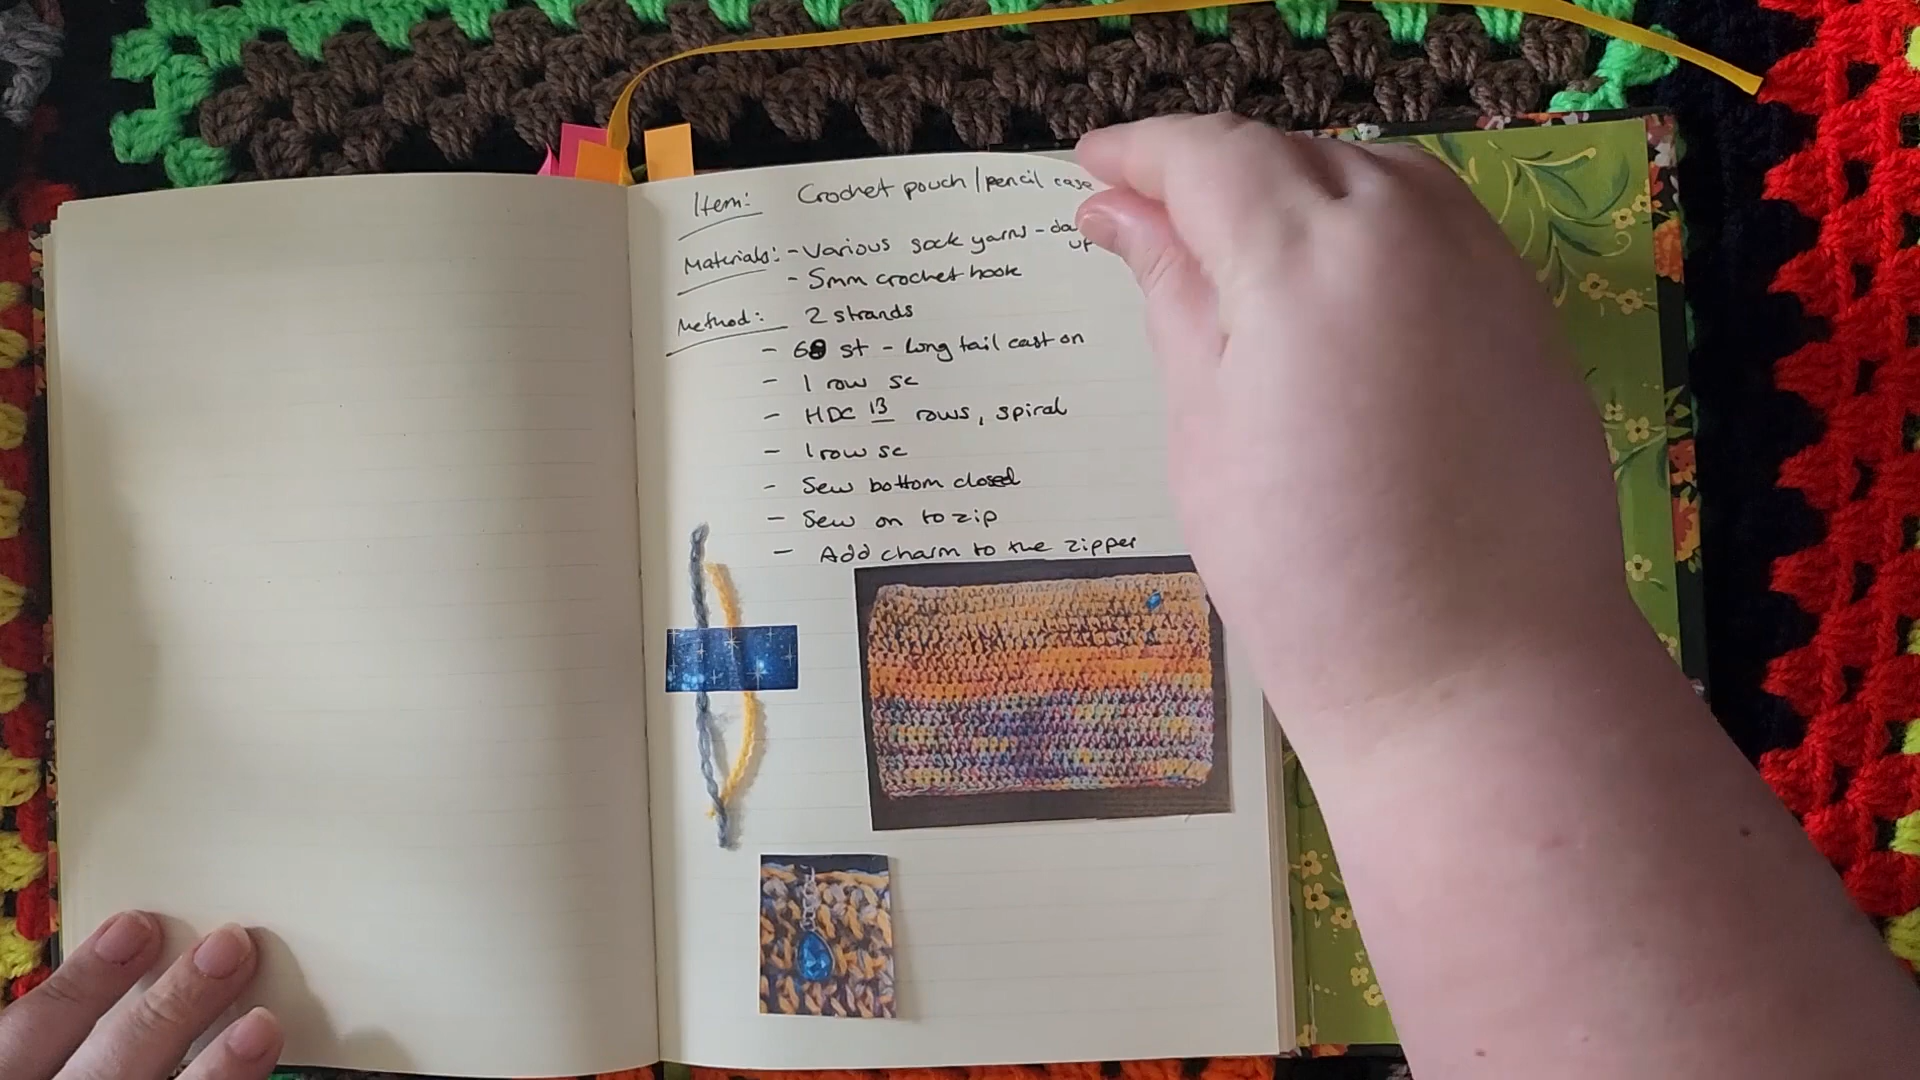 Item: Crochet pouch/pencil case
Materials: - Various sock yarns -
up
- 5mm crochet hook
Method: 2 strands
- st - Long tail cast on
- 1 row sc
- HDC 13 rows, spiral
- 1 row sc
- Sew bottom closed
- Sew on to zip
- Add charm to the zipper